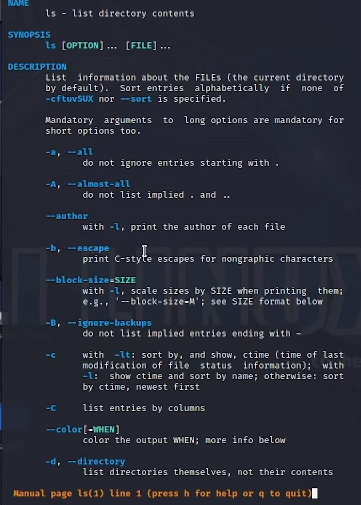 NAME
ls - list directory contents
SYNOPSIS
ls [OPTION]... [FILE]...
DESCRIPTION
List information about the FILEs (the current directory
by default). Sort entries alphabetically if none of
-cftuvSUX nor --sort is specified.
Mandatory arguments to long options are mandatory for
short options too.
-a, --all
do not ignore entries starting with .
-A, --almost-all
do not list implied . and ..
--author
with -l, print the author of each file
-b, --escape
print C-style escapes for nongraphic characters
--block-size=SIZE
with -l, scale sizes by SIZE when printing them;
e.g., '--block-size=M'; see SIZE format below
-B, --ignore-backups
do not list implied entries ending with ~
-c with -lt: sort by, and show, ctime (time of last
modification of file status information); with
-l: show ctime and sort by name; otherwise: sort
by ctime, newest first
-C list entries by columns
--color[=WHEN]
color the output WHEN; more info below
-d, --directory
list directories themselves, not their contents
Manual page ls(1) line 1 (press h for help or q to quit)